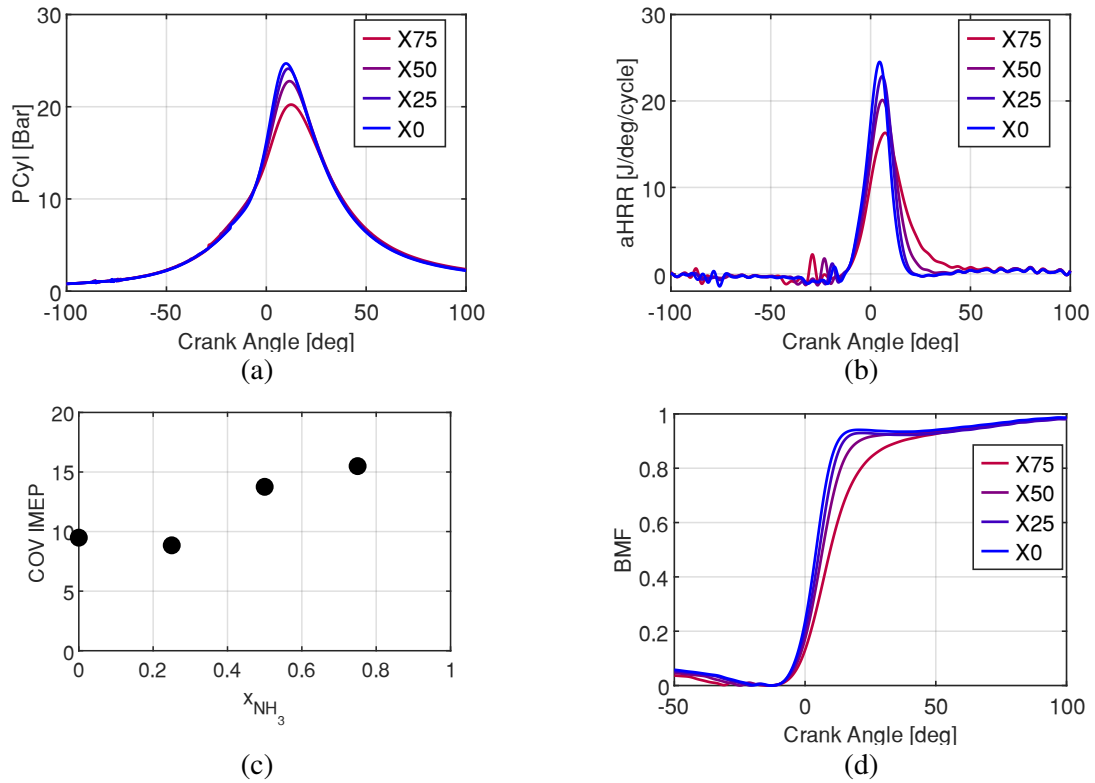 30
20
10
0
PCyl [Bar]
-100
-50
0
50
100
Crank Angle [deg]
X75
X50
X25
X0
(a)
30
20
10
0
aHRR [J/deg/cycle]
-100
-50
0
50
100
Crank Angle [deg]
X75
X50
X25
X0
(b)
20
15
10
5
0
COV IMEP
0
0.2
0.4
0.6
0.8
1
x_NH_3
(c)
1
0.8
0.6
0.4
0.2
0
BMF
-50
0
50
100
Crank Angle [deg]
X75
X50
X25
X0
(d)